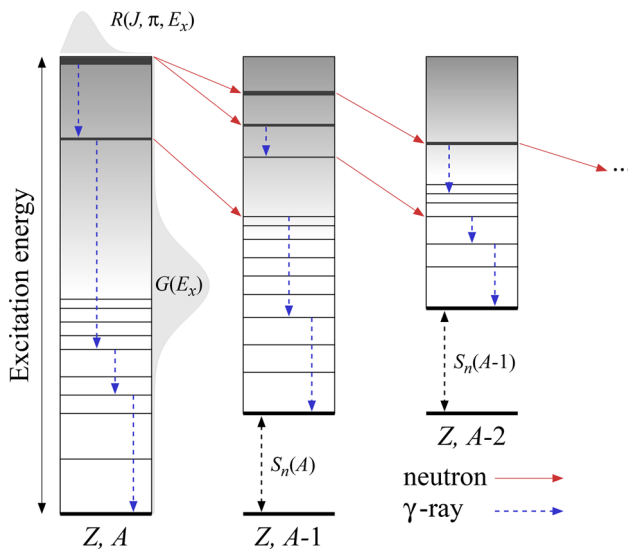 R(J, π, Eₓ)
Excitation energy
G(Eₓ)
Sₙ(A)
Sₙ(A-1)
Z, A
Z, A-1
Z, A-2
...
neutron
γ-ray